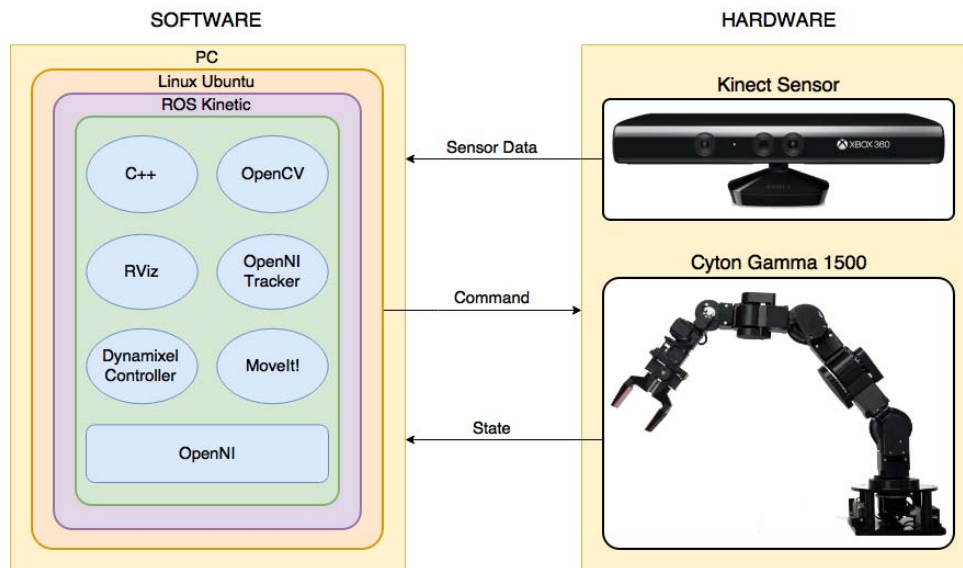 SOFTWARE
HARDWARE
PC
Linux Ubuntu
ROS Kinetic
C++
OpenCV
RViz
OpenNI
Tracker
Dynamixel
Controller
MoveIt!
OpenNI
Sensor Data
Command
State
Kinect Sensor
XBOX 360
Cyton Gamma 1500